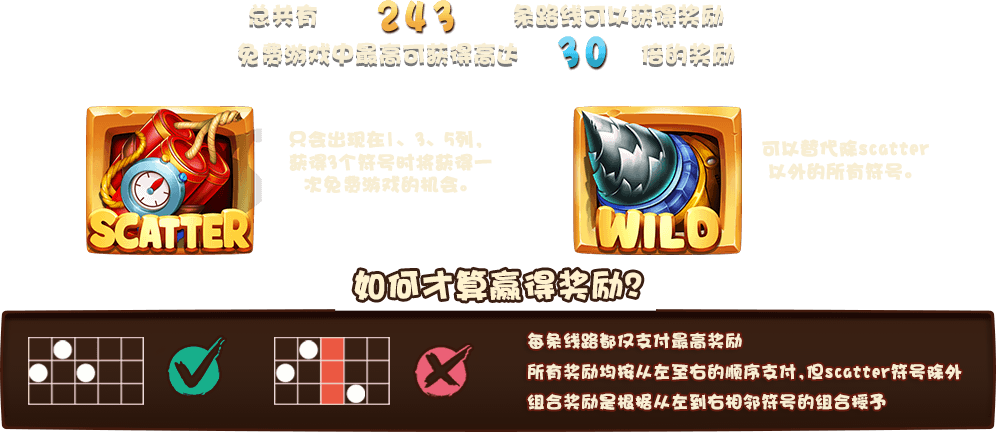 总共有 243 条路线可以获得奖励
免费游戏中最高可获得高达 30 倍的奖励
只会出现在1、3、5列,
获得3个符号时将获得一
次免费游戏的机会。
SCATTER
可以替代除scatter
以外的所有符号。
WILD
如何才算赢得奖励?
每条线路都仅支付最高奖励
所有奖励均按从左至右的顺序支付,但scatter符号除外
组合奖励是根据从左到右相邻符号的组合授予